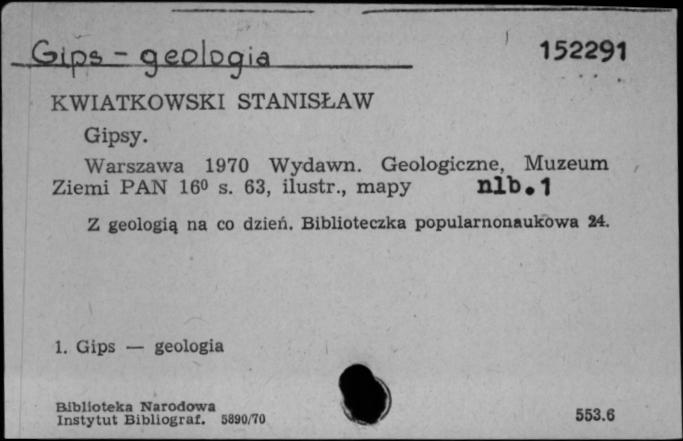 Gips - geologia
152291
KWIATKOWSKI STANISŁAW
Gipsy.
Warszawa 1970 Wydawn. Geologiczne, Muzeum
Ziemi PAN 16⁰ s. 63, ilustr., mapy nlb.1
Z geologią na co dzień. Biblioteczka popularnonaukowa 24.
1. Gips — geologia
Biblioteka Narodowa
Instytut Bibliograf. 5890/70
553.6